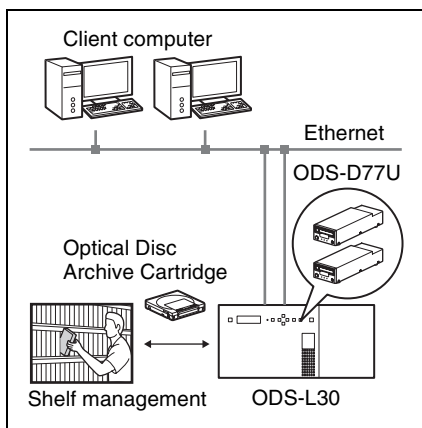 Client computer
Ethernet
ODS-D77U
Optical Disc
Archive Cartridge
Shelf management
ODS-L30